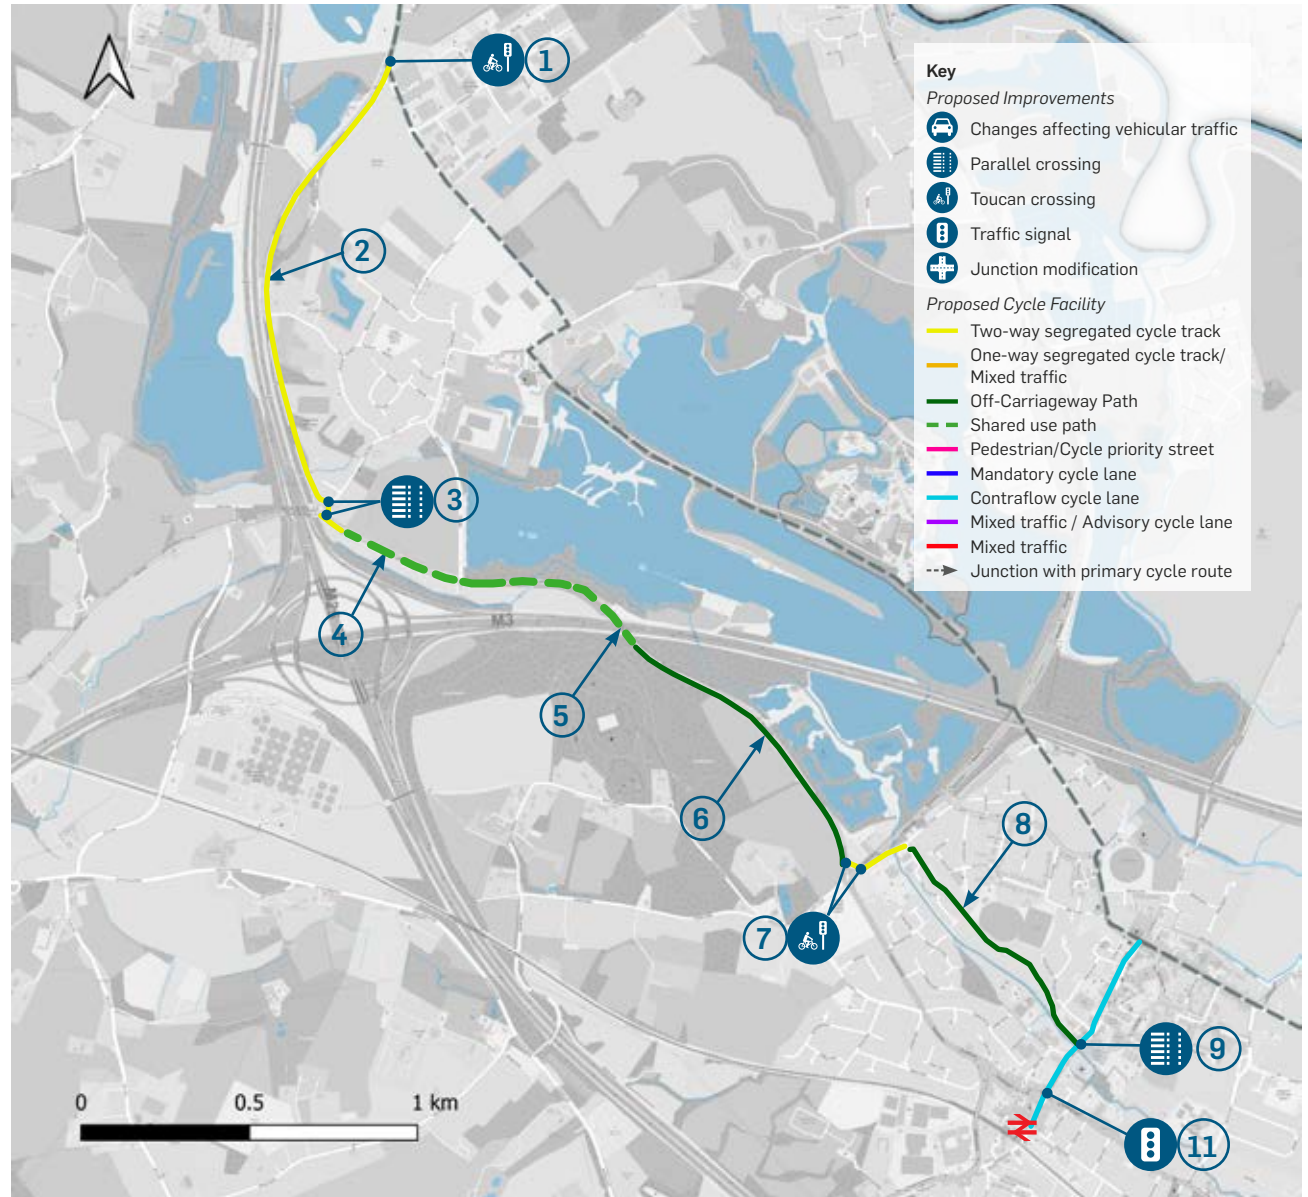 1
Key
Proposed Improvements
Changes affecting vehicular traffic
Parallel crossing
Toucan crossing
Traffic signal
Junction modification
Proposed Cycle Facility
Two-way segregated cycle track
One-way segregated cycle track/
Mixed traffic
Off-Carriageway Path
Shared use path
Pedestrian/Cycle priority street
Mandatory cycle lane
Contraflow cycle lane
Mixed traffic / Advisory cycle lane
Mixed traffic
Junction with primary cycle route
2
3
4
M3
5
6
8
7
9
11
0 0.5 1 km